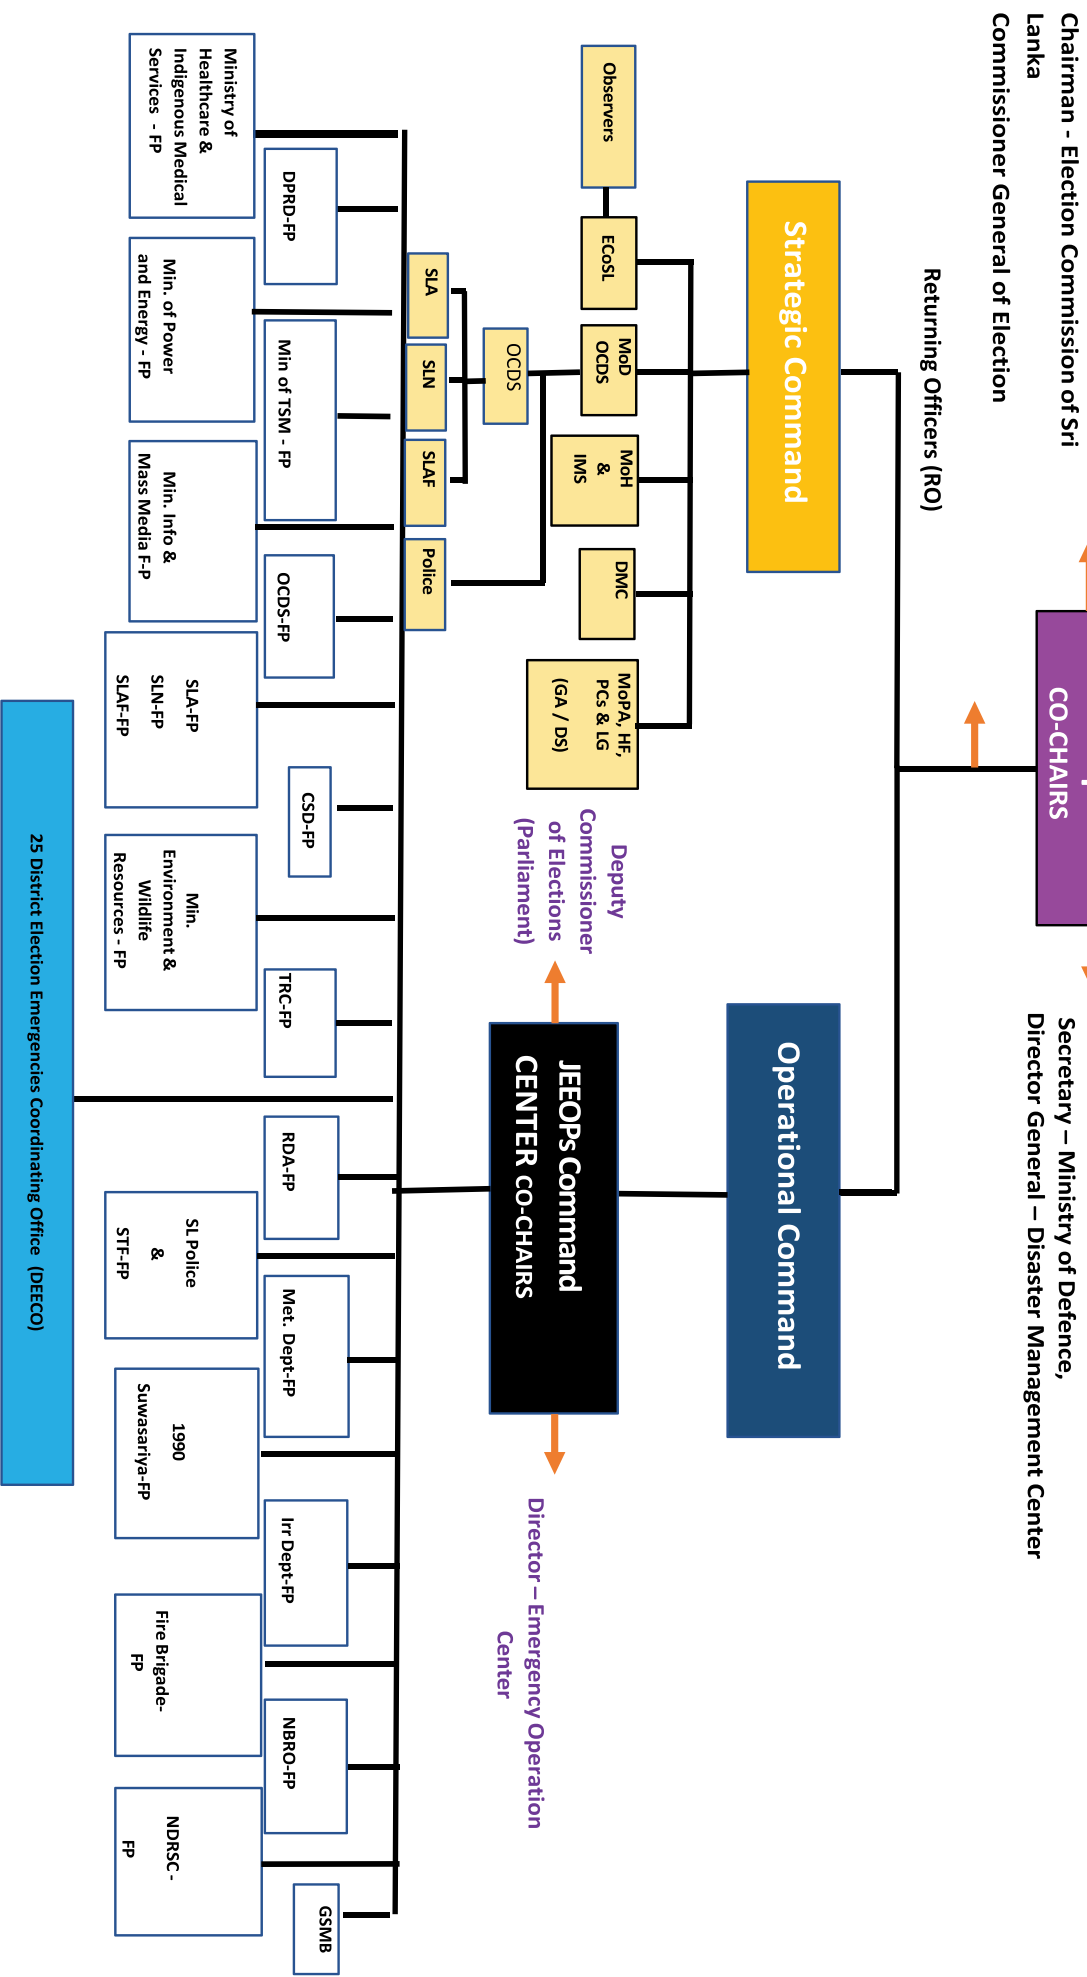 Chairman - Election Commission of Sri
Lanka
Commissioner General of Election
CO-CHAIRS
Secretary – Ministry of Defence,
Director General – Disaster Management Center
Returning Officers (RO)
Strategic Command
Operational Command
Observers
ECoSL
MoD
OCDS
MoH
&
IMS
DMC
MoPA, HF,
PCs & LG
(GA / DS)
OCDS
SLA
SLN
SLAF
Police
Deputy
Commissioner
of Elections
(Parliament)
JEEOPs Command
CENTER CO-CHAIRS
Director – Emergency Operation
Center
DPRD-FP
Min of TSM - FP
OCDS-FP
CSD-FP
TRC-FP
RDA-FP
Met. Dept-FP
Irr Dept-FP
NBRO-FP
GSMB
Ministry of
Healthcare &
Indigenous Medical
Services - FP
Min. of Power
and Energy - FP
Min. Info &
Mass Media F-P
SLA-FP
SLN-FP
SLAF-FP
Min.
Environment &
Wildlife
Resources - FP
SL Police
&
STF-FP
1990
Suwasariya-FP
Fire Brigade-
FP
NDRSC -
FP
25 District Election Emergencies Coordinating Office (DEECO)